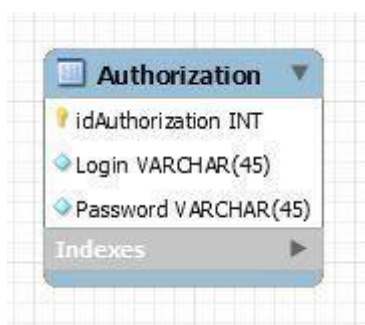 Authorization
idAuthorization INT
Login VARCHAR(45)
Password VARCHAR(45)
Indexes